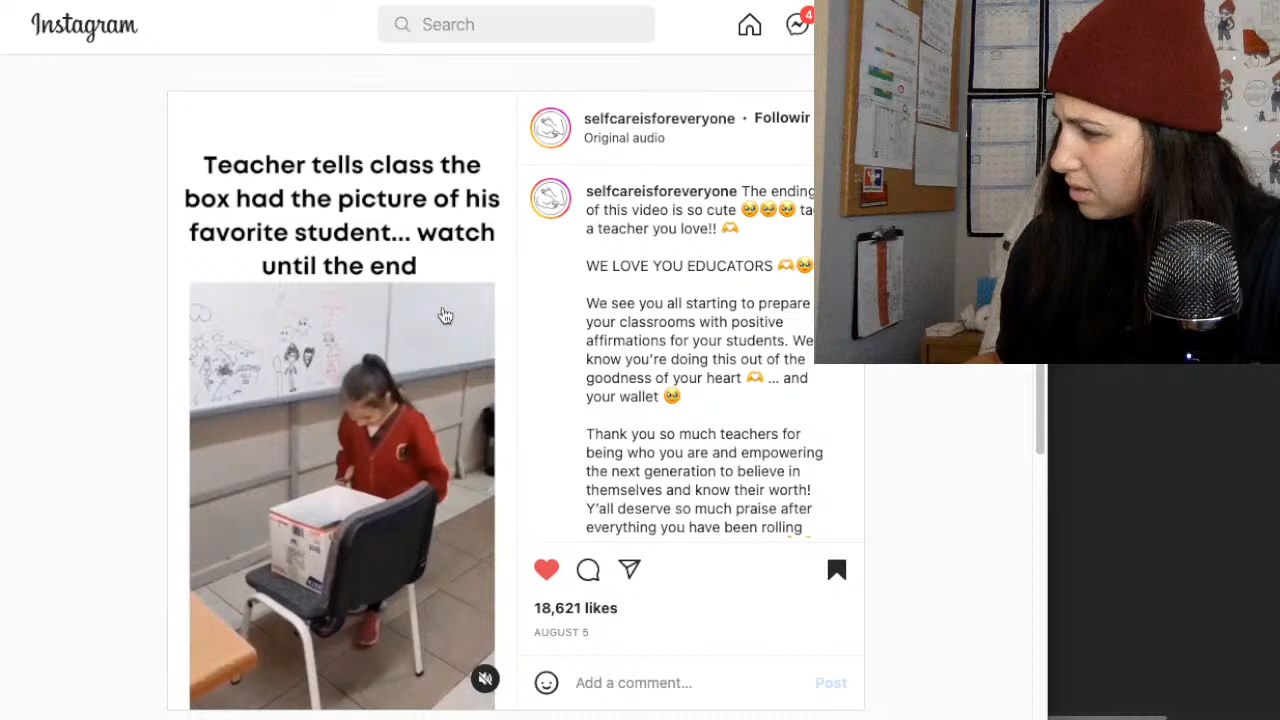 Instagram
Search
4
Teacher tells class the
box had the picture of his
favorite student... watch
until the end
selfcareisforeveryone • Followin
Original audio
selfcareisforeveryone The ending
of this video is so cute 🥹🥹🥹 ta
a teacher you love!! 🫶
WE LOVE YOU EDUCATORS 🫶🥹
We see you all starting to prepare
your classrooms with positive
affirmations for your students. We
know you're doing this out of the
goodness of your heart 🫶 ... and
your wallet 🥹
Thank you so much teachers for
being who you are and empowering
the next generation to believe in
themselves and know their worth!
Y'all deserve so much praise after
everything you have been rolling
18,621 likes
AUGUST 5
Add a comment...
Post